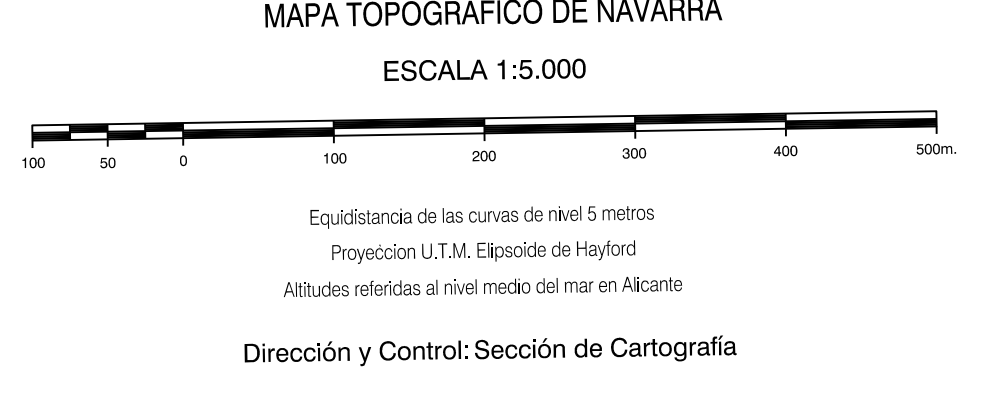 MAPA TOPOGRAFICO DE NAVARRA
ESCALA 1:5.000
100 50 0 100 200 300 400 500m.
Equidistancia de las curvas de nivel 5 metros
Proyeccion U.T.M. Elipsoide de Hayford
Altitudes referidas al nivel medio del mar en Alicante
Dirección y Control: Sección de Cartografía